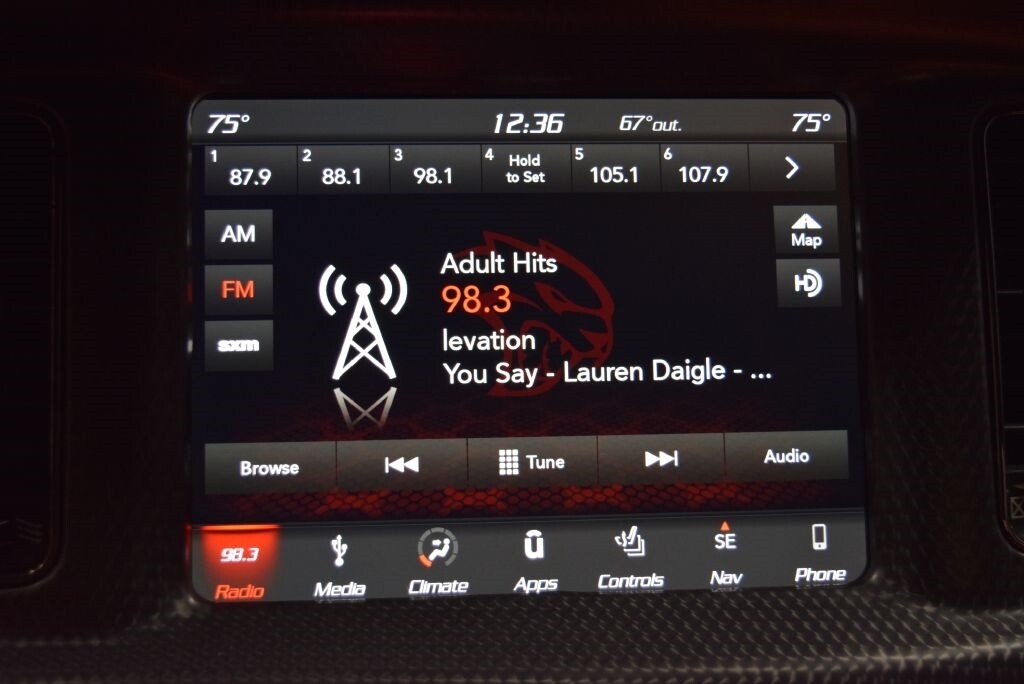 75° 12:36 67°out. 75°
1 87.9 2 88.1 3 98.1 4 Hold to Set 5 105.1 6 107.9
AM
Map
Adult Hits
FM
98.3
HD
sxm
levation
You Say - Lauren Daigle - ...
Browse Tune Audio
98.3 SE
Radio Media Climate Apps Controls Nav Phone